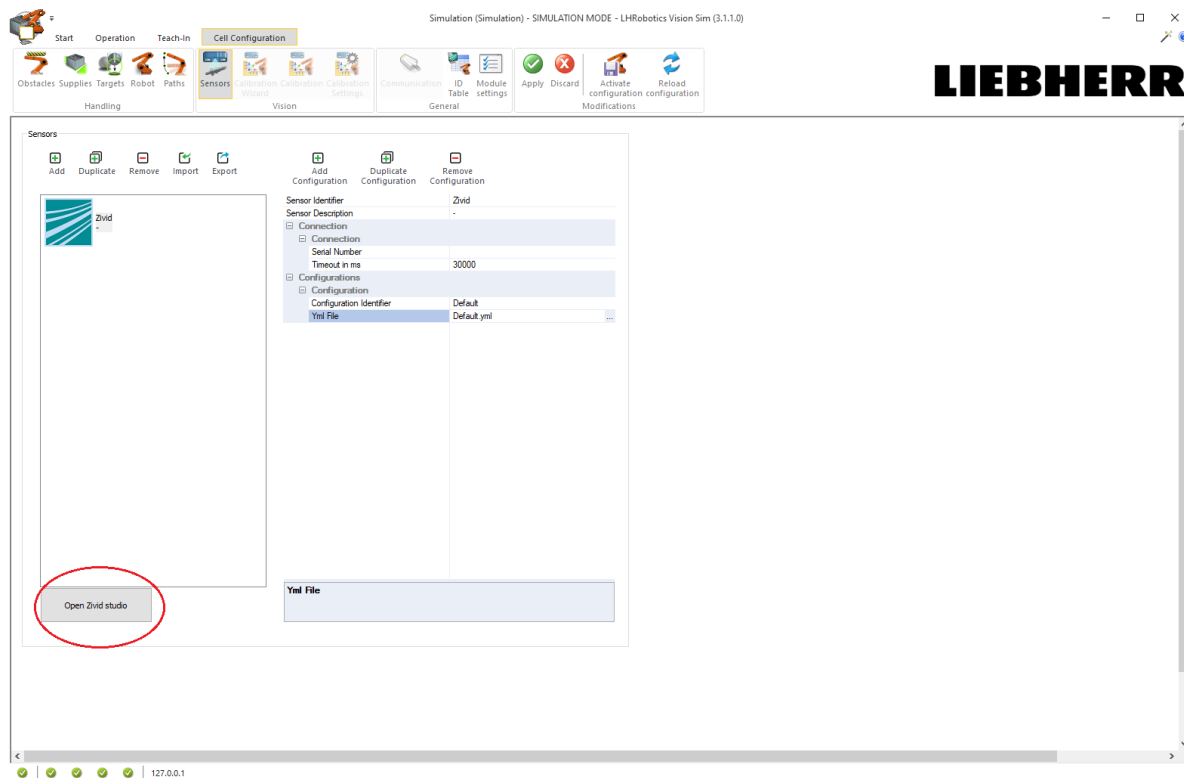 Simulation (Simulation) - SIMULATION MODE - LHRobotics Vision Sim (3.1.1.0)
Start Operation Teach-In Cell Configuration
Obstacles Supplies Targets Robot Paths Sensors Calibration Wizard Calibration Calibration Settings Communication ID Table Module settings Apply Discard Activate configuration Reload configuration
Handling Vision General Modifications
LIEBHERR
Sensors
Add Duplicate Remove Import Export Add Configuration Duplicate Configuration Remove Configuration
Zivid
-
Sensor Identifier Zivid
Sensor Description -
Connection
Connection
Serial Number
Timeout in ms 30000
Configurations
Configuration
Configuration Identifier Default
Yml File Default.yml ...
Yml File
Open Zivid studio
127.0.0.1